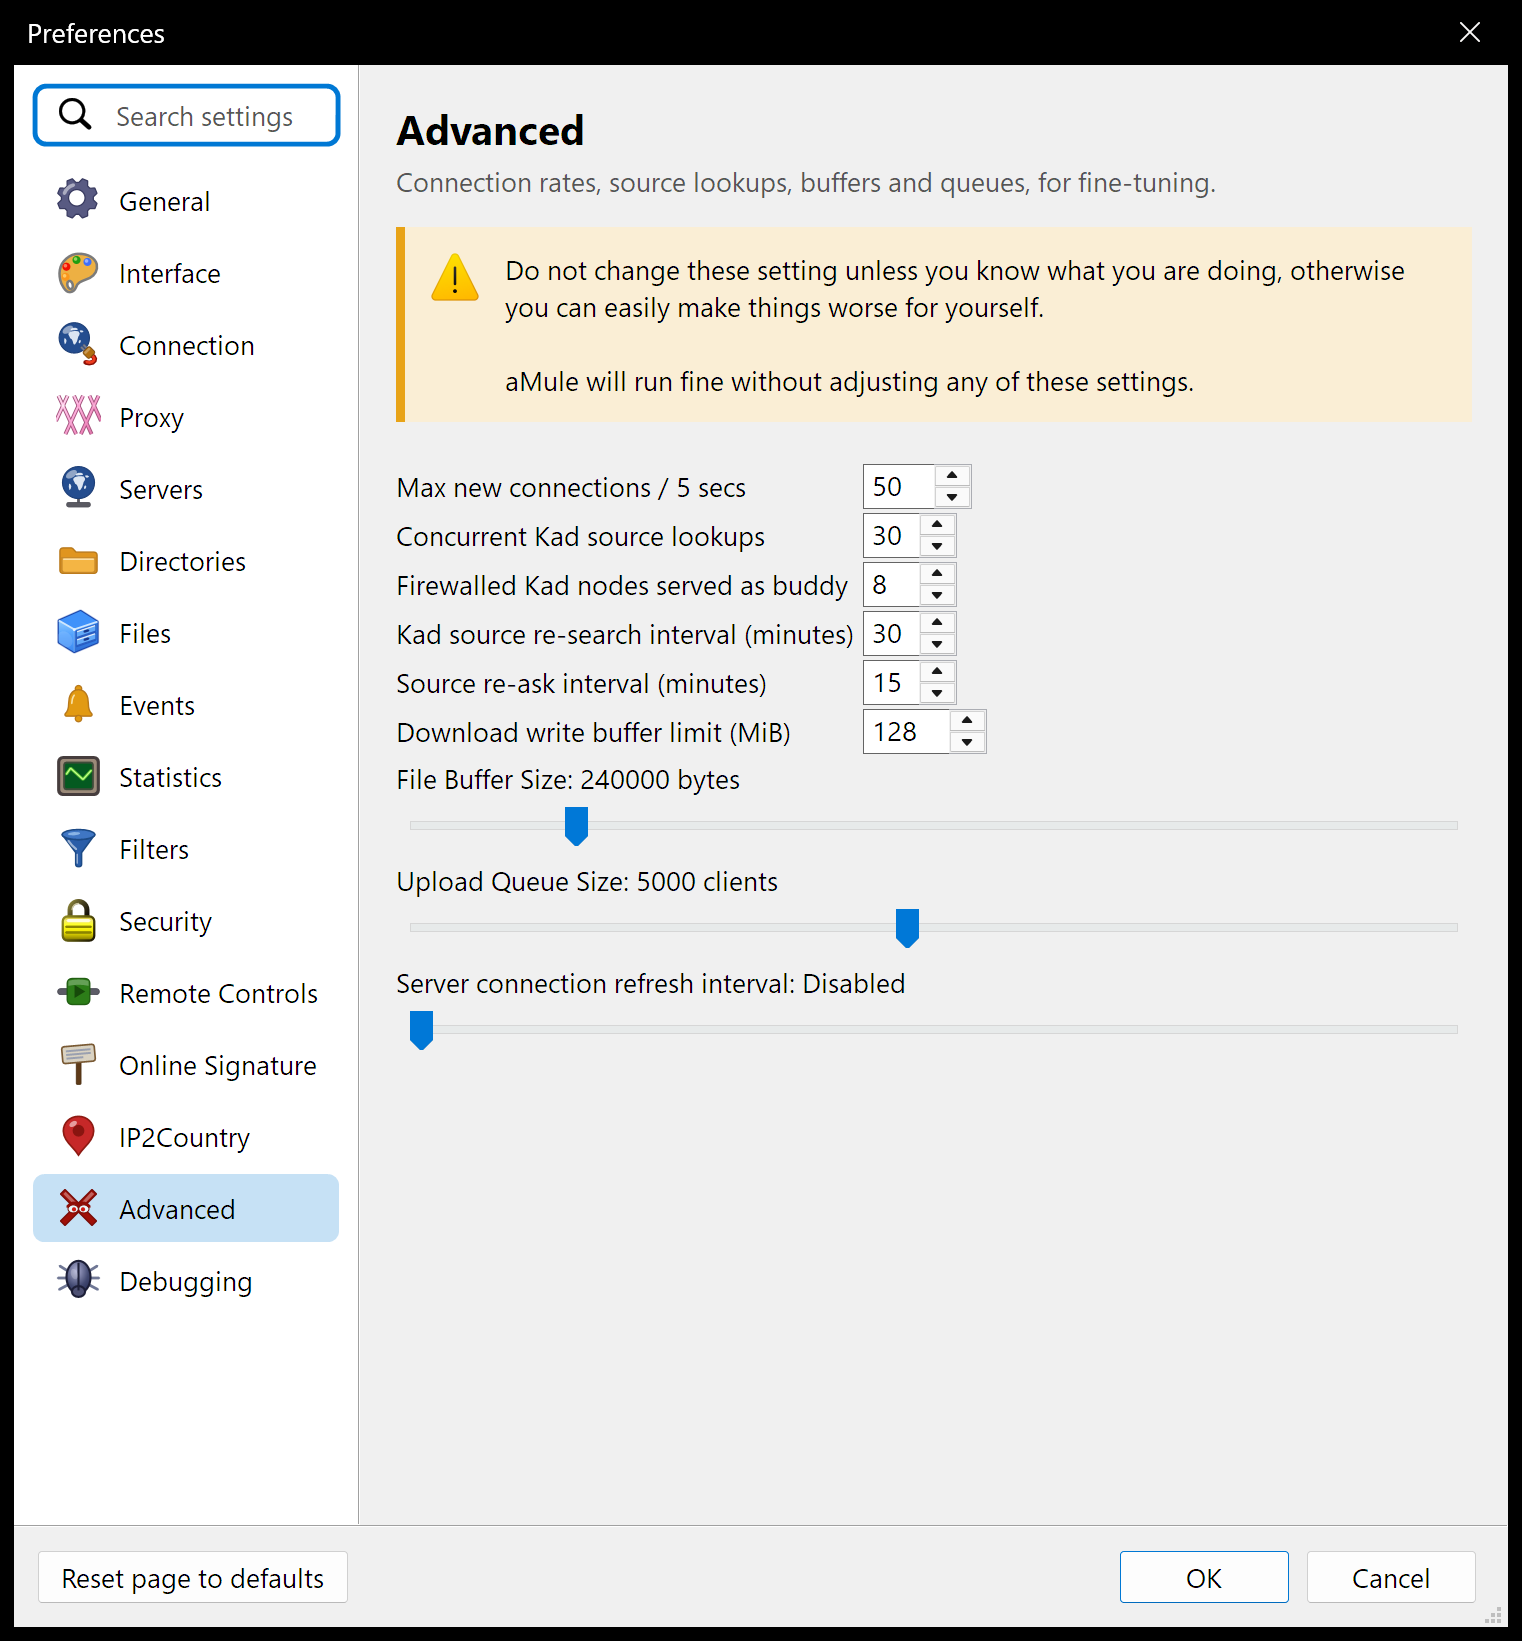 Preferences
Search settings
General
Interface
Connection
Proxy
Servers
Directories
Files
Events
Statistics
Filters
Security
Remote Controls
Online Signature
IP2Country
Advanced
Debugging
Advanced
Connection rates, source lookups, buffers and queues, for fine-tuning.
Do not change these setting unless you know what you are doing, otherwise
you can easily make things worse for yourself.
aMule will run fine without adjusting any of these settings.
Max new connections / 5 secs 50
Concurrent Kad source lookups 30
Firewalled Kad nodes served as buddy 8
Kad source re-search interval (minutes) 30
Source re-ask interval (minutes) 15
Download write buffer limit (MiB) 128
File Buffer Size: 240000 bytes
Upload Queue Size: 5000 clients
Server connection refresh interval: Disabled
Reset page to defaults
OK
Cancel